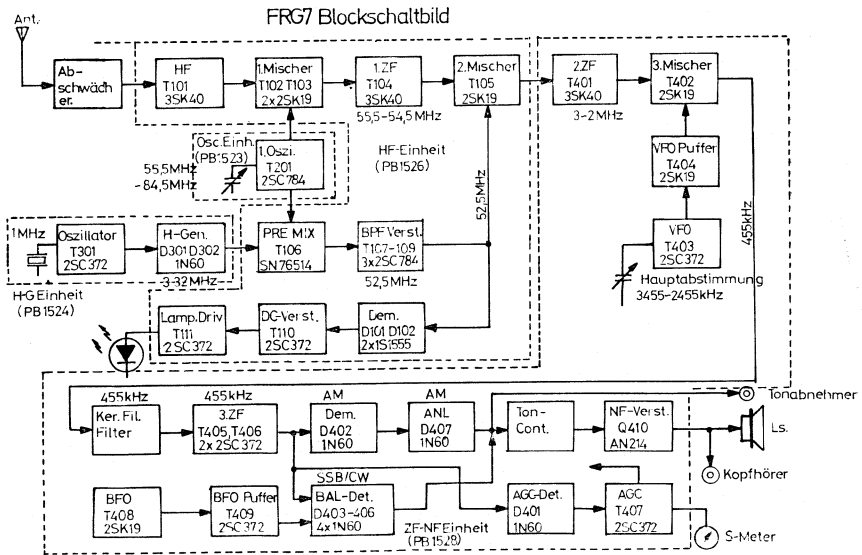 FRG7 Blockschaltbild
Ant.
Ab-
schwäch
er.
HF
T101
3SK40
1.Mischer
T102 T103
2x2SK19
1.ZF
T104
3SK40
55,5-54,5MHz
2.Mischer
T105
2SK19
2.ZF
T401
3SK40
3-2MHz
3.Mischer
T402
2SK19
Osc.Einh.
(PB1523)
55,5MHz
-84,5MHz
1.Oszi.
T201
2SC784
HF-Einheit
(PB1526)
52,5MHz
VFO Puffer
T404
2SK19
455kHz
1MHz
Oszillator
T301
2SC372
H-Gen.
D301 D302
1N60
3-32MHz
H-G Einheit
(PB1524)
PRE MIX
T106
SN76514
BPF Verst.
T107-109
3x2SC784
52,5MHz
VFO
T403
2SC372
Hauptabstimmung
3455-2455kHz
Lamp.Driv
T111
2SC372
DC-Verst.
T110
2SC372
Dem.
D101 D102
2x1S1555
455kHz
Ker. Fil.
Filter
455kHz
3.ZF
T405,T406
2x2SC372
AM
Dem.
D402
1N60
AM
ANL
D407
1N60
Ton-
Cont.
NF-Verst.
Q410
AN214
Tonabnehmer
Ls.
Kopfhörer
BFO
T408
2SK19
BFO Puffer
T409
2SC372
SSB/CW
BAL-Det.
D403-406
4x1N60
ZF-NF Einheit
(PB1528)
AGC-Det.
D401
1N60
AGC
T407
2SC372
S-Meter